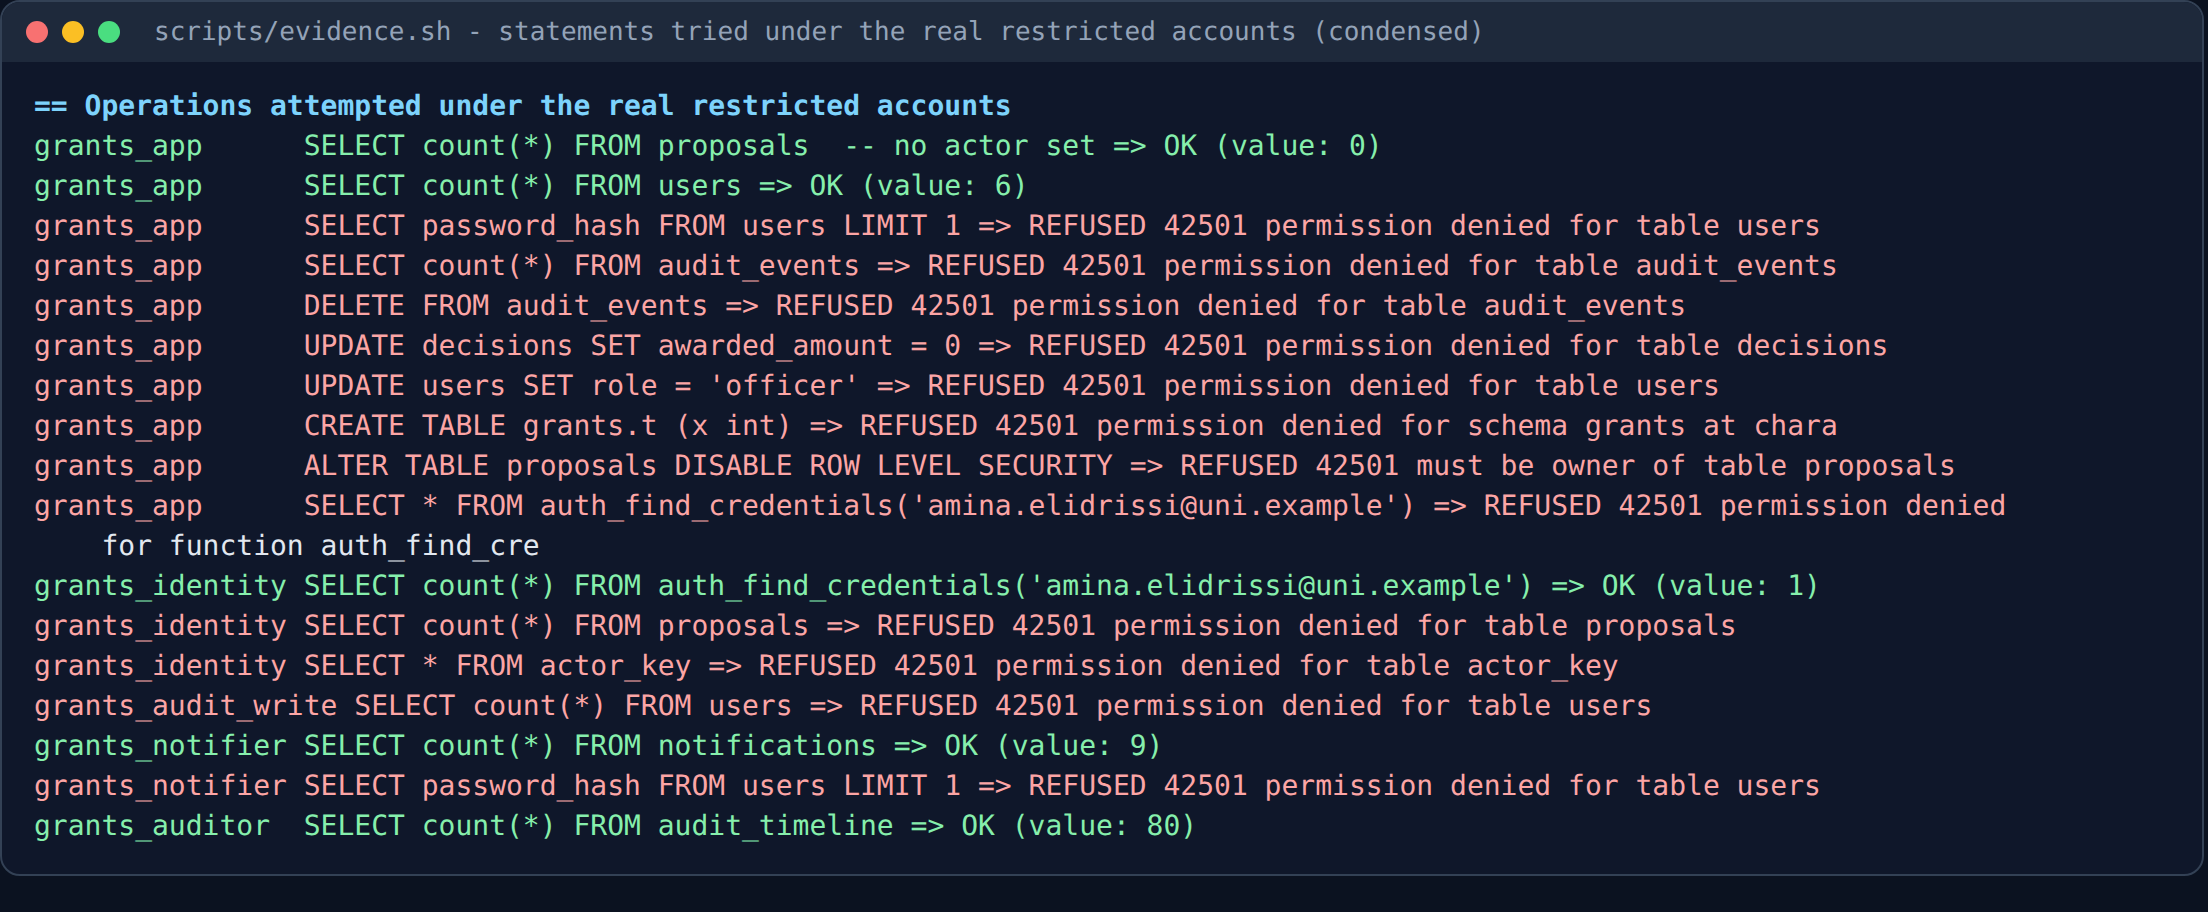 scripts/evidence.sh - statements tried under the real restricted accounts (condensed)
== Operations attempted under the real restricted accounts
grants_app      SELECT count(*) FROM proposals  -- no actor set => OK (value: 0)
grants_app      SELECT count(*) FROM users => OK (value: 6)
grants_app      SELECT password_hash FROM users LIMIT 1 => REFUSED 42501 permission denied for table users
grants_app      SELECT count(*) FROM audit_events => REFUSED 42501 permission denied for table audit_events
grants_app      DELETE FROM audit_events => REFUSED 42501 permission denied for table audit_events
grants_app      UPDATE decisions SET awarded_amount = 0 => REFUSED 42501 permission denied for table decisions
grants_app      UPDATE users SET role = 'officer' => REFUSED 42501 permission denied for table users
grants_app      CREATE TABLE grants.t (x int) => REFUSED 42501 permission denied for schema grants at chara
grants_app      ALTER TABLE proposals DISABLE ROW LEVEL SECURITY => REFUSED 42501 must be owner of table proposals
grants_app      SELECT * FROM auth_find_credentials('amina.elidrissi@uni.example') => REFUSED 42501 permission denied
    for function auth_find_cre
grants_identity SELECT count(*) FROM auth_find_credentials('amina.elidrissi@uni.example') => OK (value: 1)
grants_identity SELECT count(*) FROM proposals => REFUSED 42501 permission denied for table proposals
grants_identity SELECT * FROM actor_key => REFUSED 42501 permission denied for table actor_key
grants_audit_write SELECT count(*) FROM users => REFUSED 42501 permission denied for table users
grants_notifier SELECT count(*) FROM notifications => OK (value: 9)
grants_notifier SELECT password_hash FROM users LIMIT 1 => REFUSED 42501 permission denied for table users
grants_auditor  SELECT count(*) FROM audit_timeline => OK (value: 80)